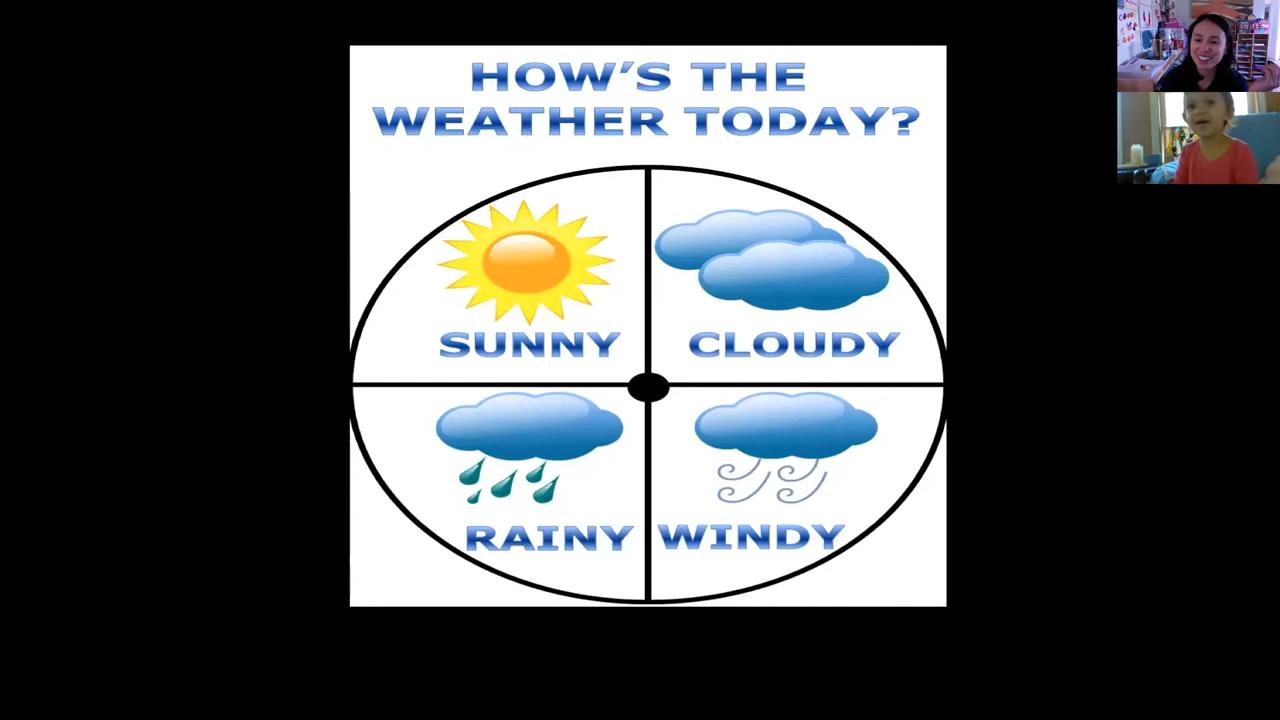 HOW'S THE
WEATHER TODAY?
SUNNY
CLOUDY
RAINY
WINDY